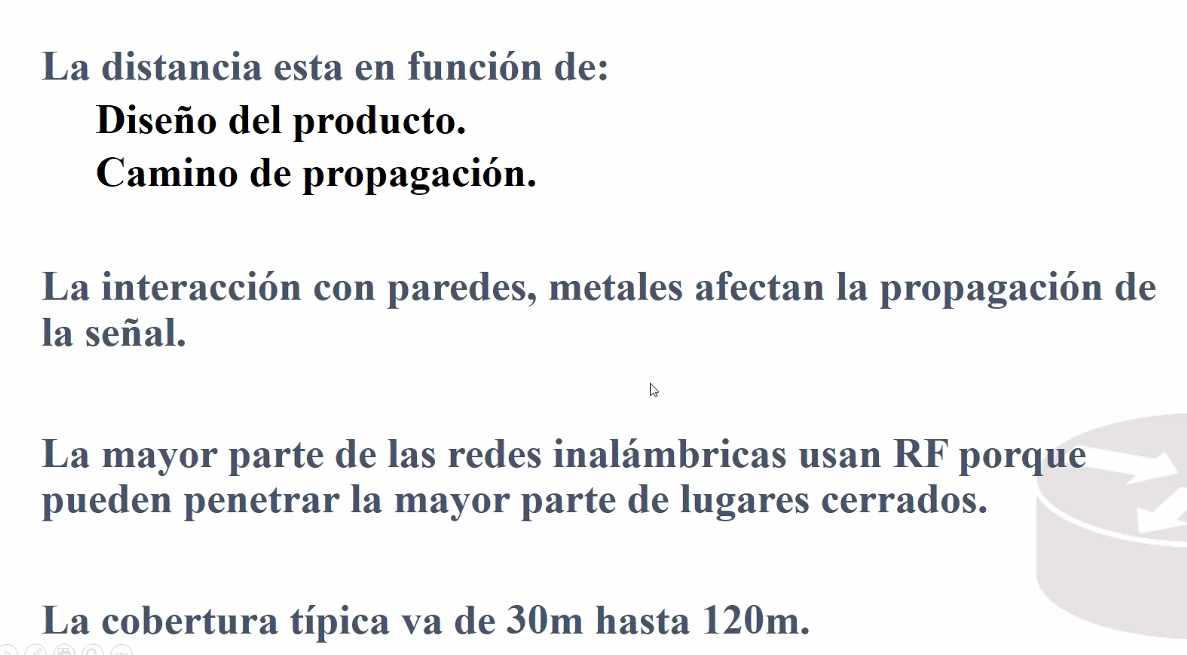 La distancia esta en función de:
Diseño del producto.
Camino de propagación.
La interacción con paredes, metales afectan la propagación de
la señal.
La mayor parte de las redes inalámbricas usan RF porque
pueden penetrar la mayor parte de lugares cerrados.
La cobertura típica va de 30m hasta 120m.